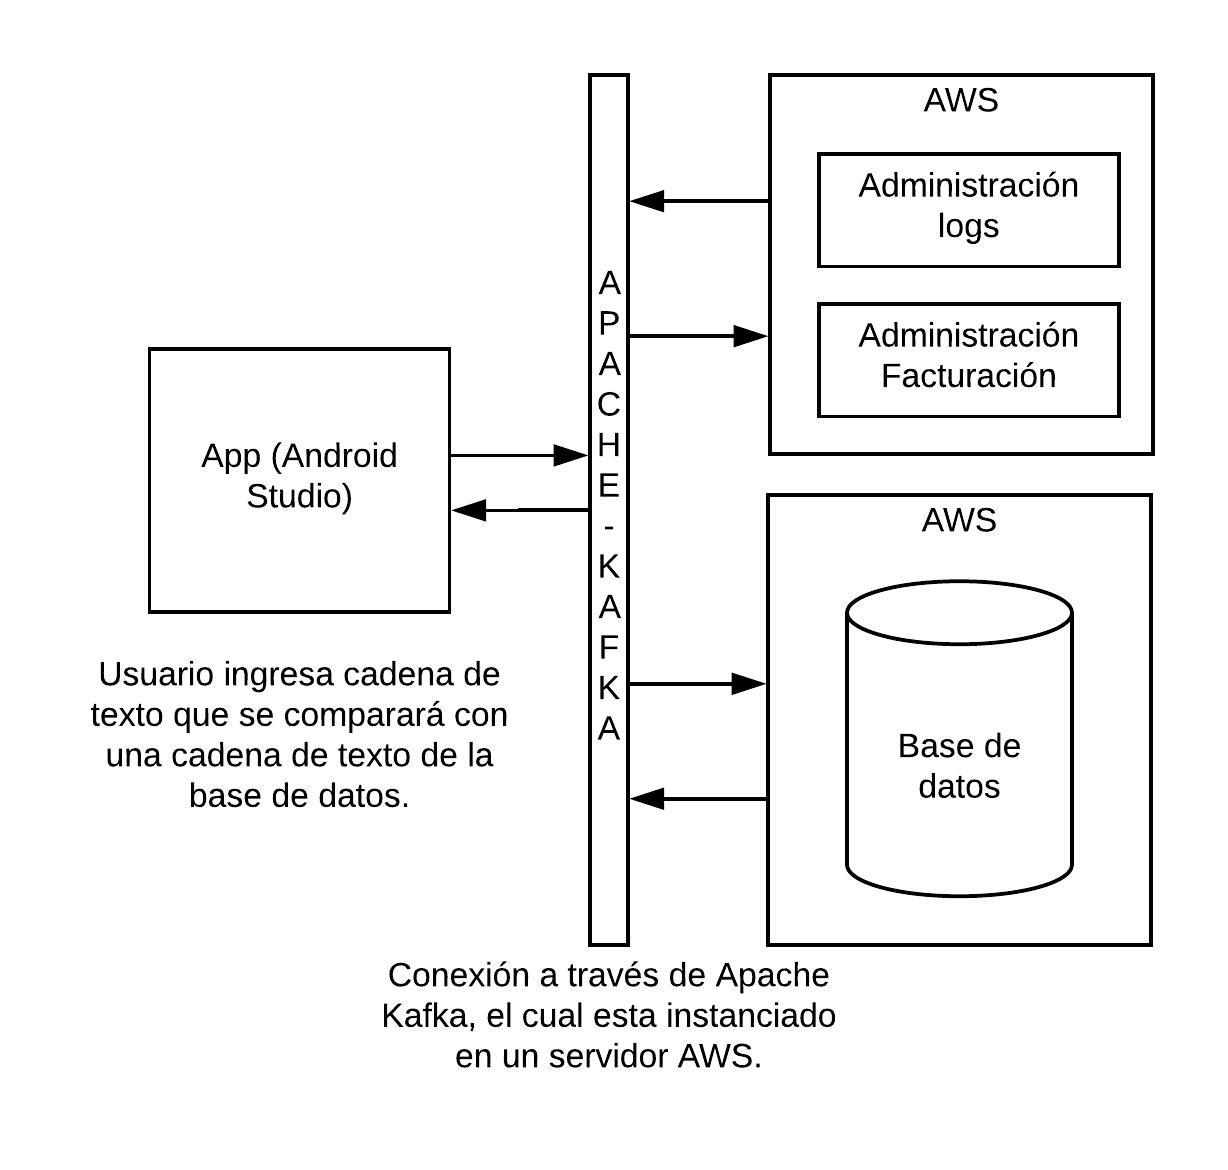 AWS
Administración
logs
Administración
Facturación
APACHE-KAFKA
App (Android
Studio)
Usuario ingresa cadena de
texto que se comparará con
una cadena de texto de la
base de datos.
AWS
Base de
datos
Conexión a través de Apache
Kafka, el cual esta instanciado
en un servidor AWS.